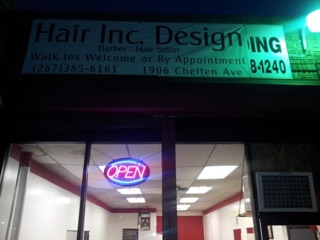 Hair Inc. Design
Barber / Hair Salon
Walk Ins Welcome or By Appointment
(267)385-6161 1906 Chelten Ave
ING
8-1240
OPEN